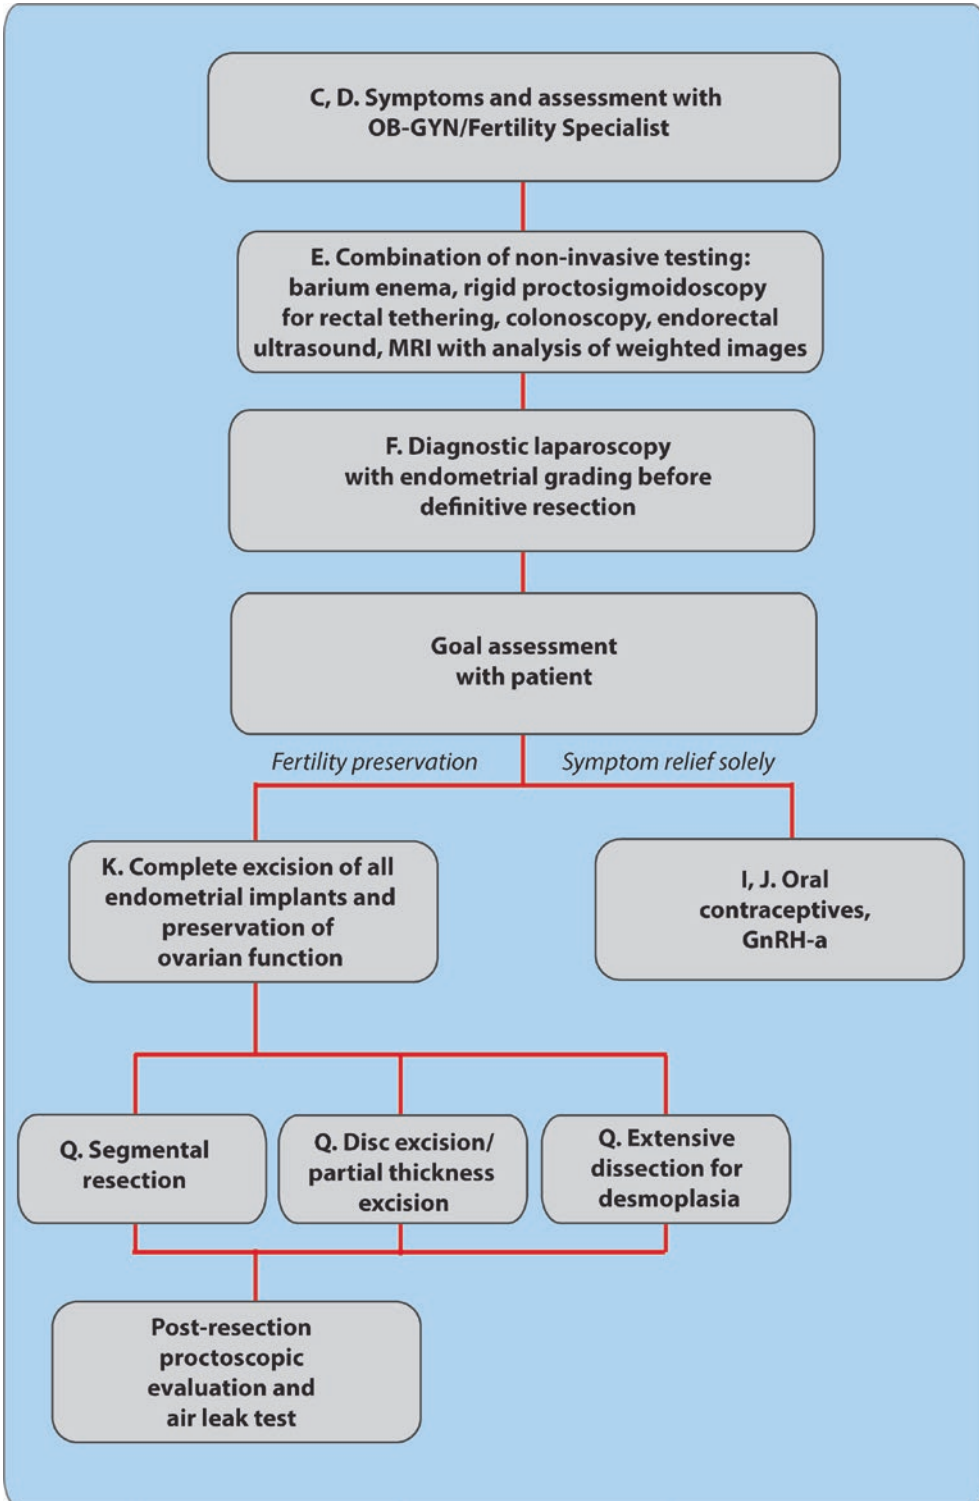 C, D. Symptoms and assessment with
OB-GYN/Fertility Specialist
E. Combination of non-invasive testing:
barium enema, rigid proctosigmoidoscopy
for rectal tethering, colonoscopy, endorectal
ultrasound, MRI with analysis of weighted images
F. Diagnostic laparoscopy
with endometrial grading before
definitive resection
Goal assessment
with patient
Fertility preservation
Symptom relief solely
K. Complete excision of all
endometrial implants and
preservation of
ovarian function
I, J. Oral
contraceptives,
GnRH-a
Q. Segmental
resection
Q. Disc excision/
partial thickness
excision
Q. Extensive
dissection for
desmoplasia
Post-resection
proctoscopic
evaluation and
air leak test